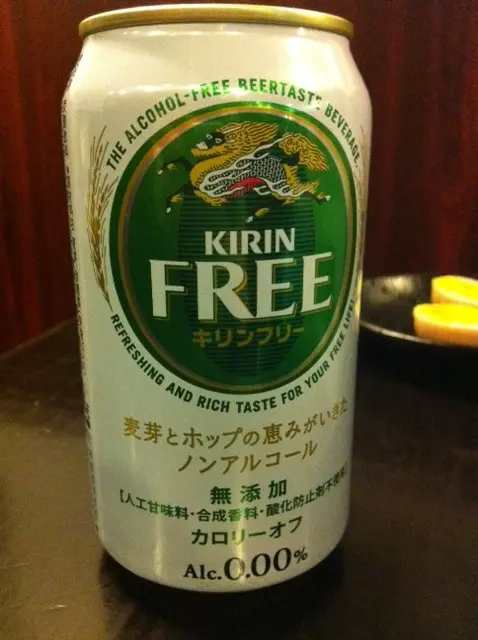 THE ALCOHOL-FREE BEERTASTE BEVERAGE
KIRIN
FREE
キリンフリー
REFRESHING AND RICH TASTE FOR YOUR FREE LIFE!
麦芽とホップの恵みがいきた
ノンアルコール
無添加
【人工甘味料・合成香料・酸化防止剤不使用】
カロリーオフ
Alc.0.00%